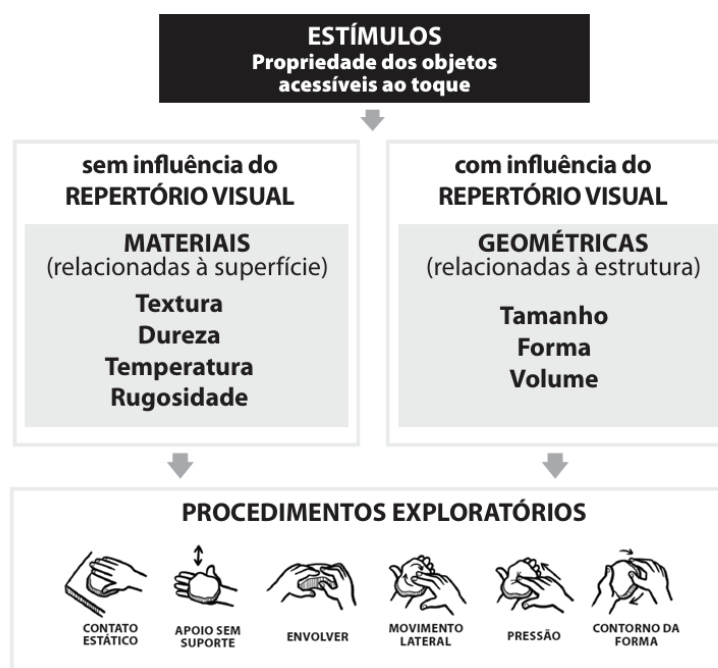 ESTÍMULOS
Propriedade dos objetos
acessíveis ao toque
sem influência do
REPERTÓRIO VISUAL
MATERIAIS
(relacionadas à superfície)
Textura
Dureza
Temperatura
Rugosidade
com influência do
REPERTÓRIO VISUAL
GEOMÉTRICAS
(relacionadas à estrutura)
Tamanho
Forma
Volume
PROCEDIMENTOS EXPLORATÓRIOS
CONTATO
ESTÁTICO
APOIO SEM
SUPORTE
ENVOLVER
MOVIMENTO
LATERAL
PRESSÃO
CONTORNO DA
FORMA